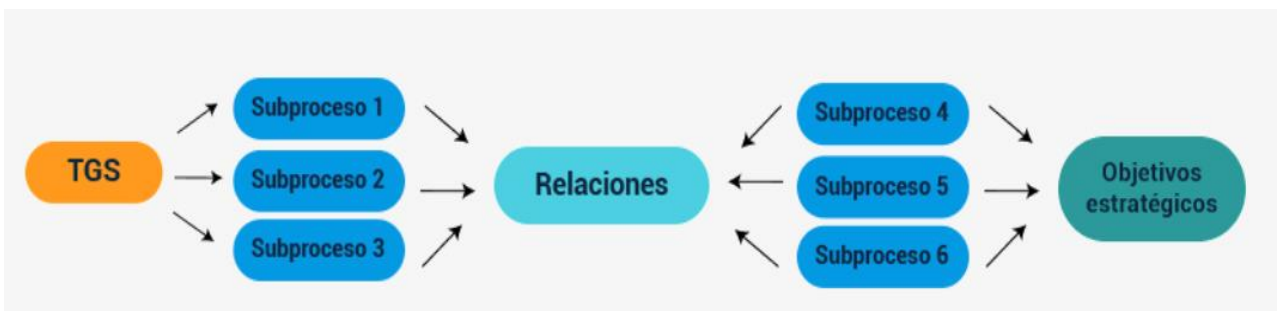 TGS
Subproceso 1
Subproceso 2
Subproceso 3
Relaciones
Subproceso 4
Subproceso 5
Subproceso 6
Objetivos
estratégicos